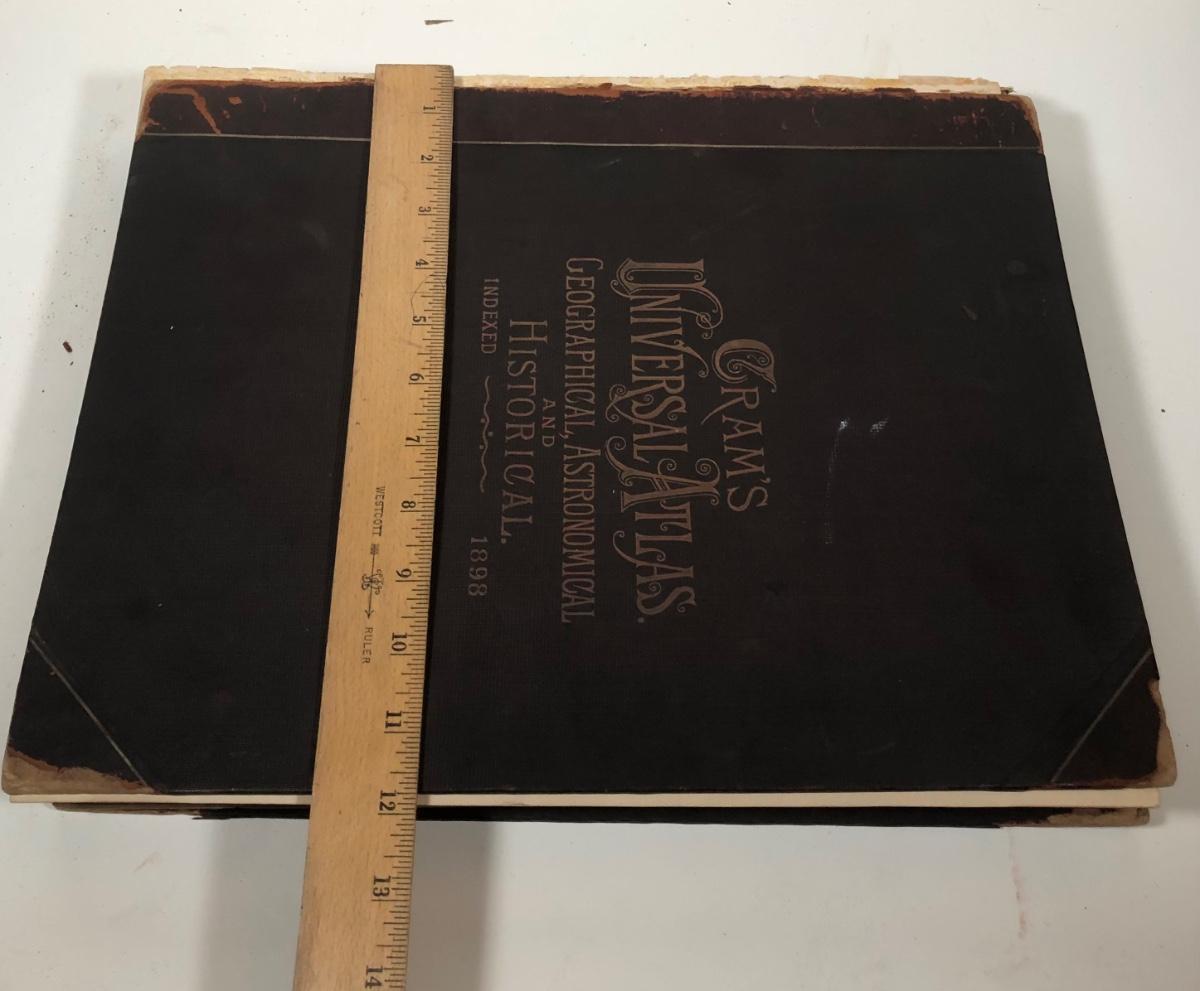 CRAM'S
UNIVERSAL ATLAS.
GEOGRAPHICAL, ASTRONOMICAL
AND
HISTORICAL.
INDEXED 1898
1
2
3
4
5
6
7
8
9
10
11
12
13
14
WESTCOTT RULER